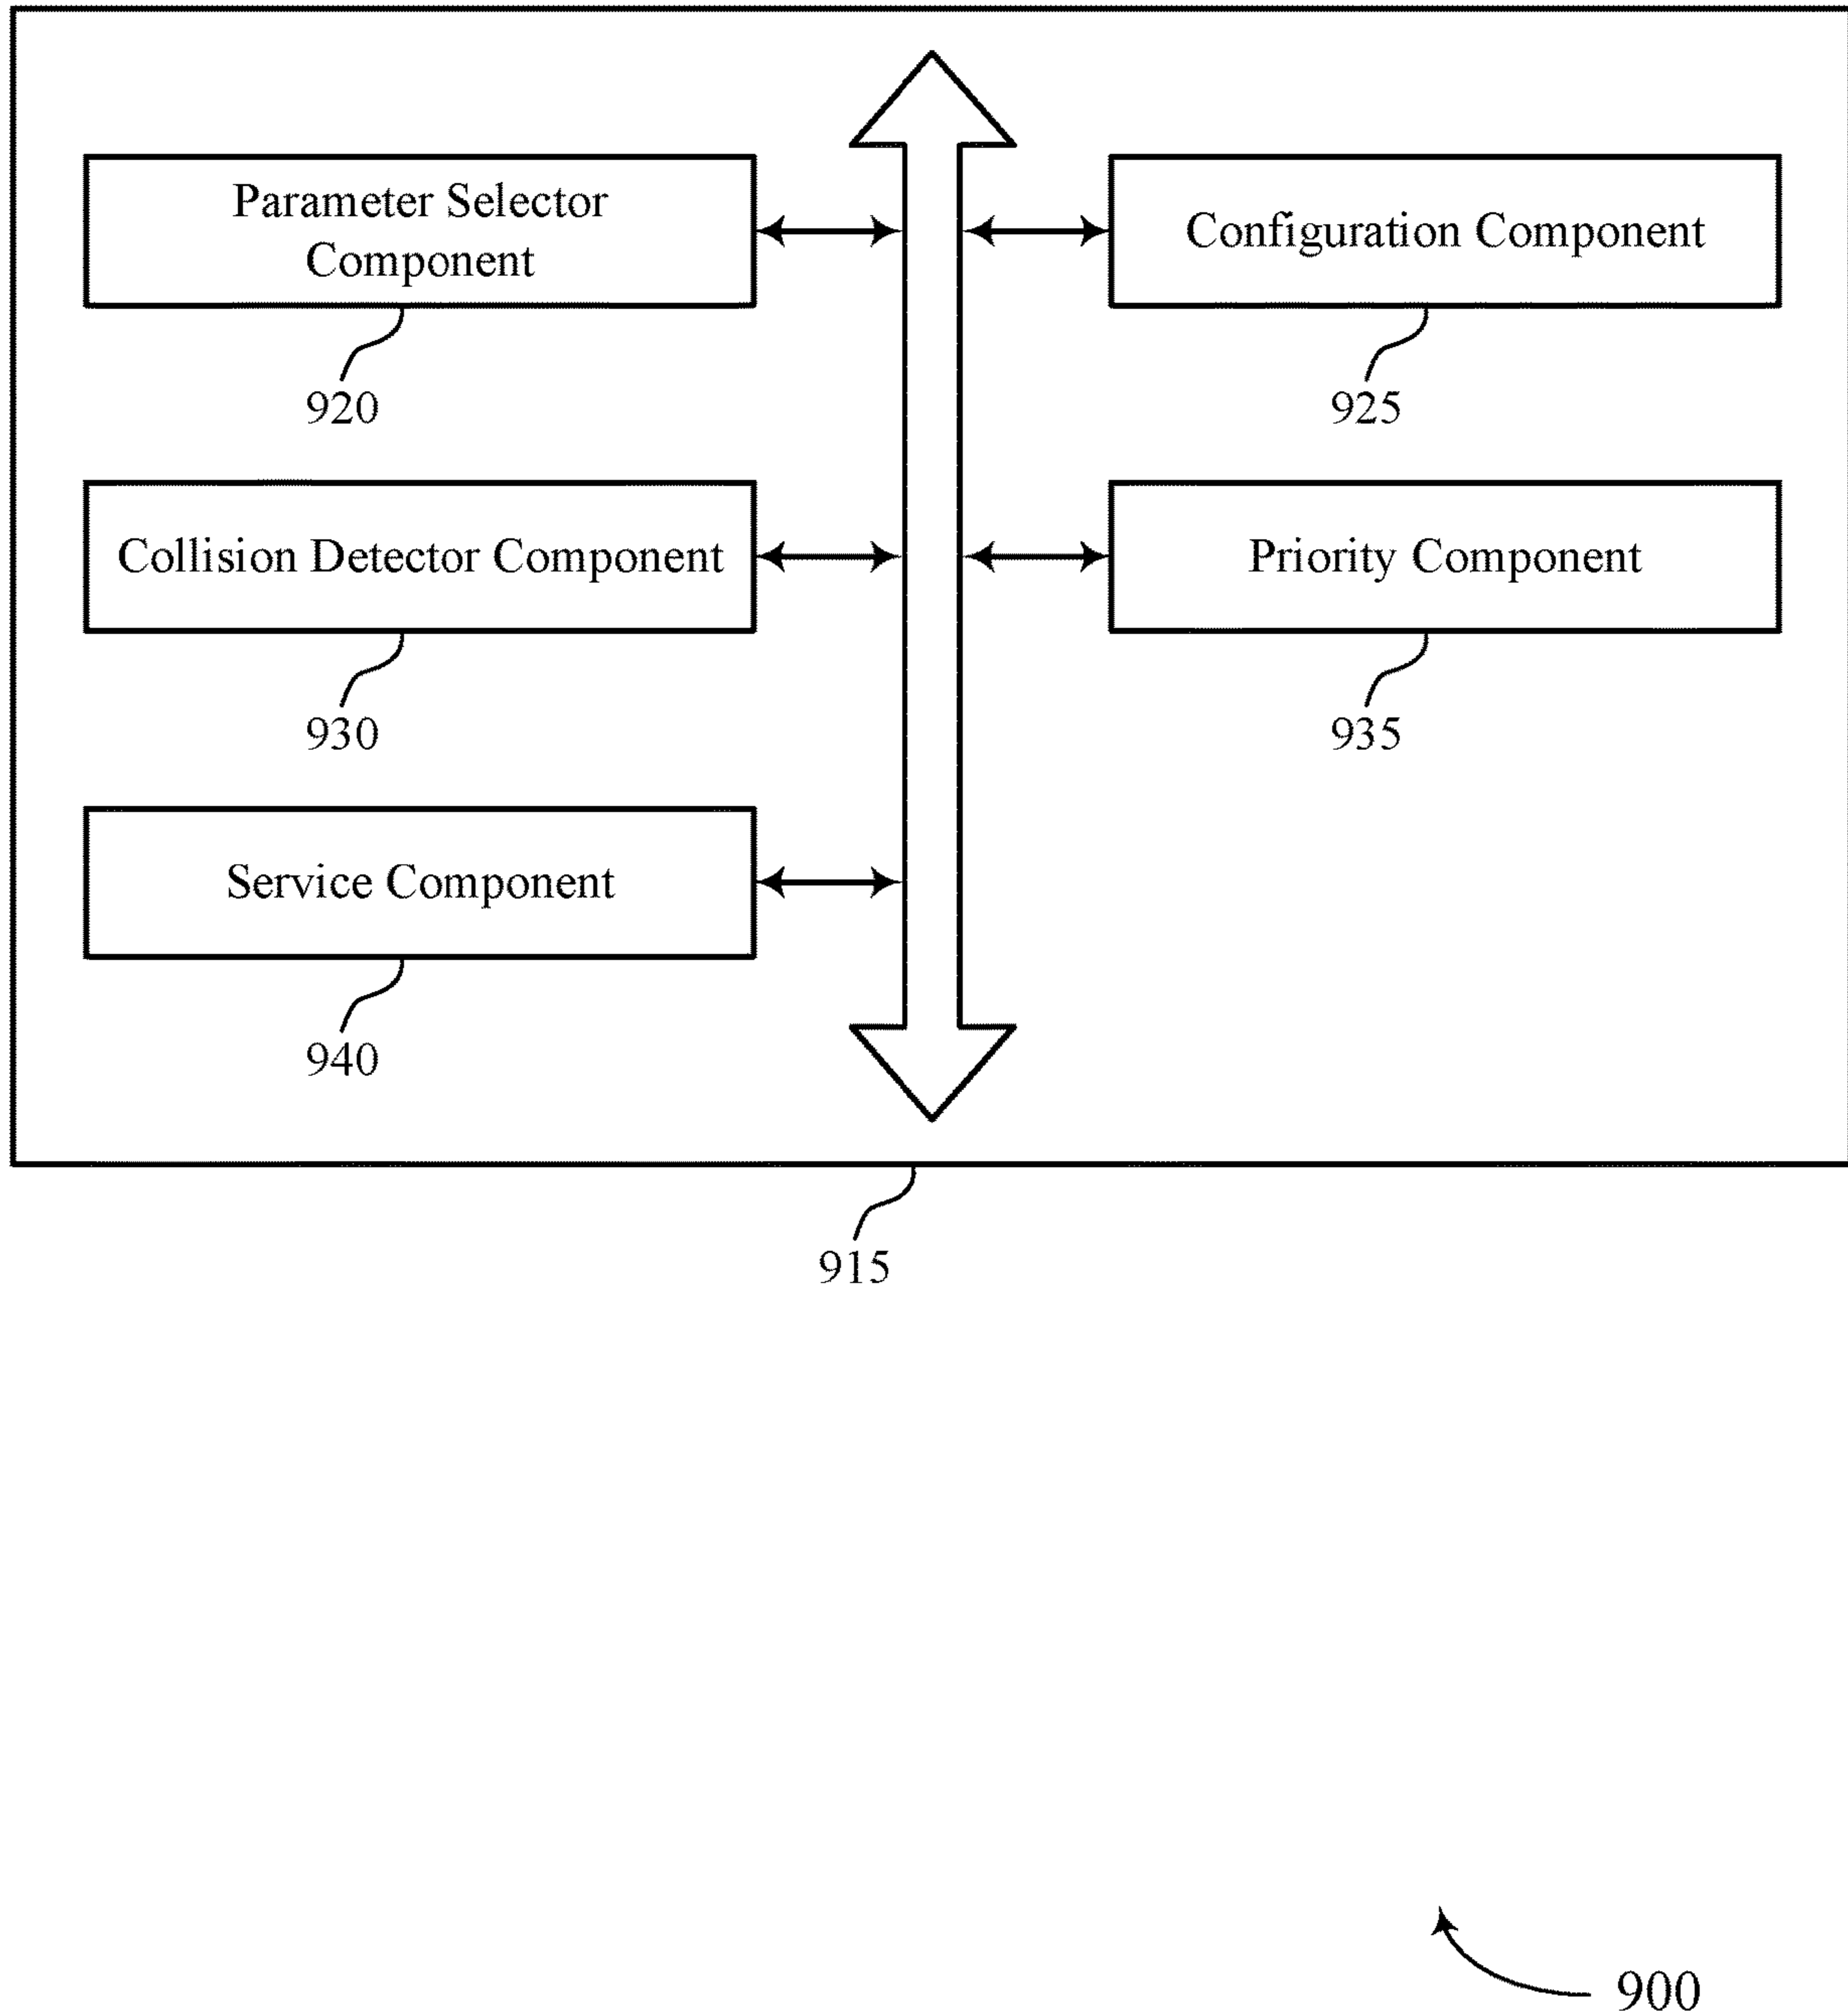 Parameter Selector
Component
Configuration Component
920
925
Collision Detector Component
Priority Component
930
935
Service Component
940
915
900